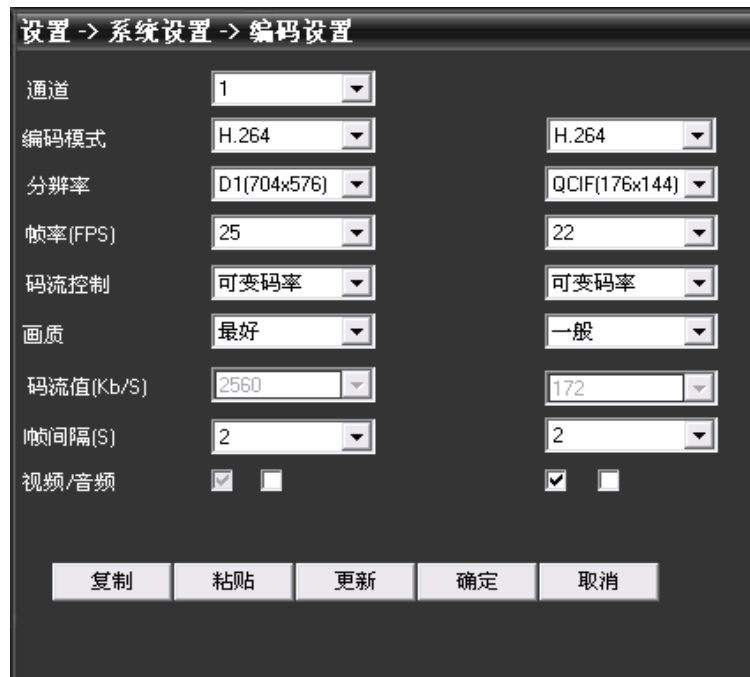 设置 -> 系统设置 -> 编码设置
通道 1
编码模式 H.264 H.264
分辨率 D1(704x576) QCIF(176x144)
帧率(FPS) 25 22
码流控制 可变码率 可变码率
画质 最好 一般
码流值(Kb/S) 2560 172
I帧间隔(S) 2 2
视频/音频
复制 粘贴 更新 确定 取消